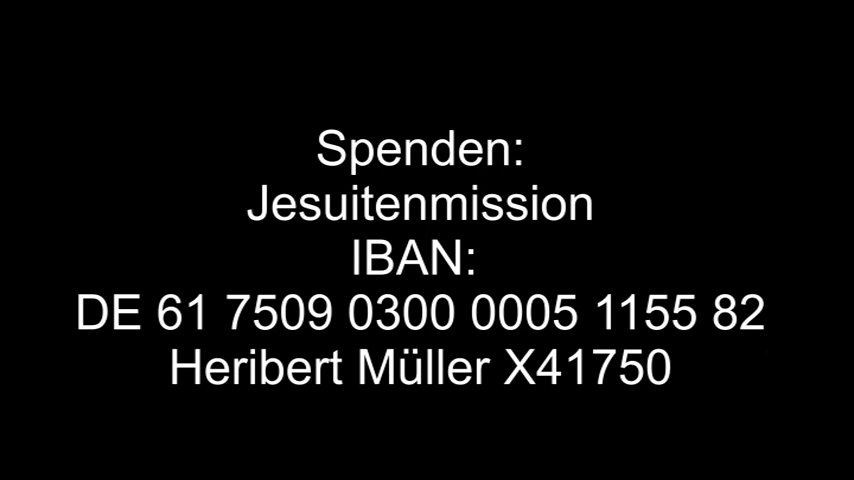 Spenden:
Jesuitenmission
IBAN:
DE 61 7509 0300 0005 1155 82
Heribert Müller X41750